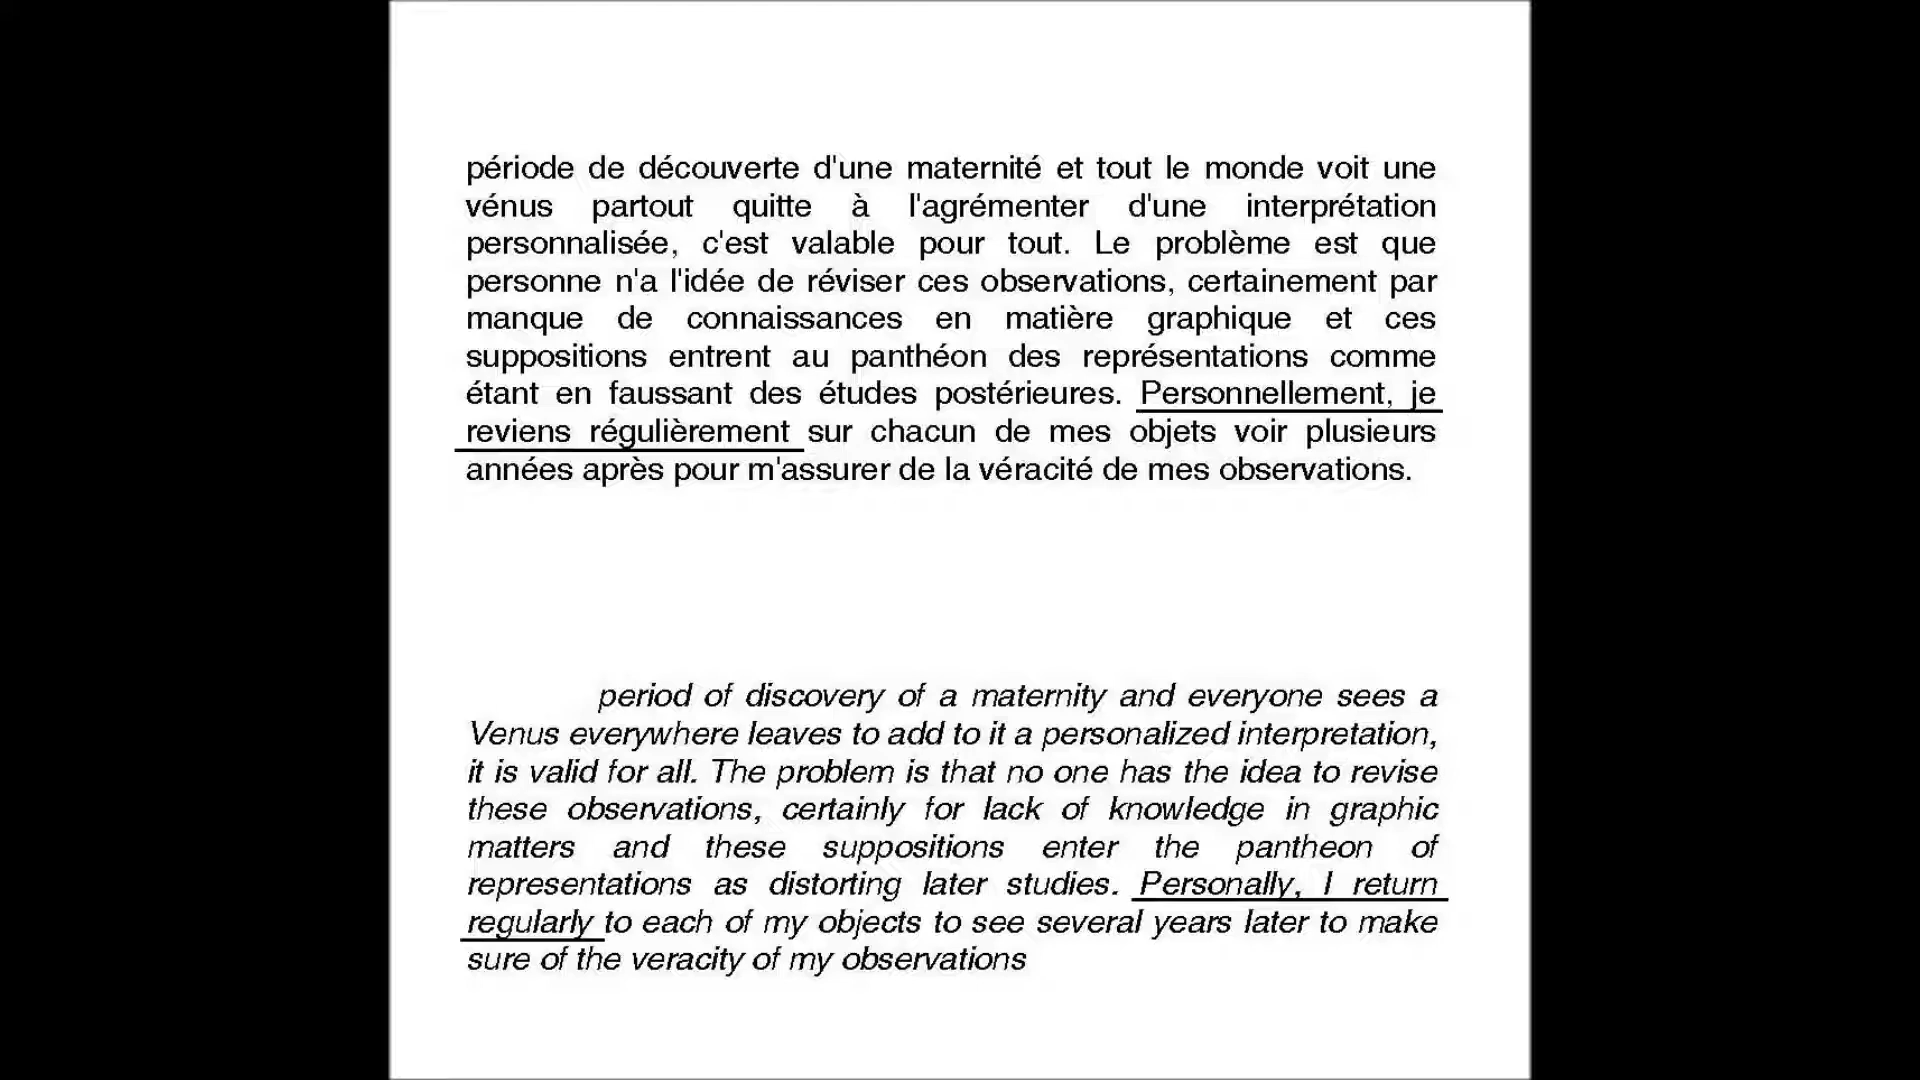 période de découverte d'une maternité et tout le monde voit une
vénus partout quitte à l'agrémenter d'une interprétation
personnalisée, c'est valable pour tout. Le problème est que
personne n'a l'idée de réviser ces observations, certainement par
manque de connaissances en matière graphique et ces
suppositions entrent au panthéon des représentations comme
étant en faussant des études postérieures. Personnellement, je
reviens régulièrement sur chacun de mes objets voir plusieurs
années après pour m'assurer de la véracité de mes observations.
period of discovery of a maternity and everyone sees a
Venus everywhere leaves to add to it a personalized interpretation,
it is valid for all. The problem is that no one has the idea to revise
these observations, certainly for lack of knowledge in graphic
matters and these suppositions enter the pantheon of
representations as distorting later studies. Personally, I return
regularly to each of my objects to see several years later to make
sure of the veracity of my observations